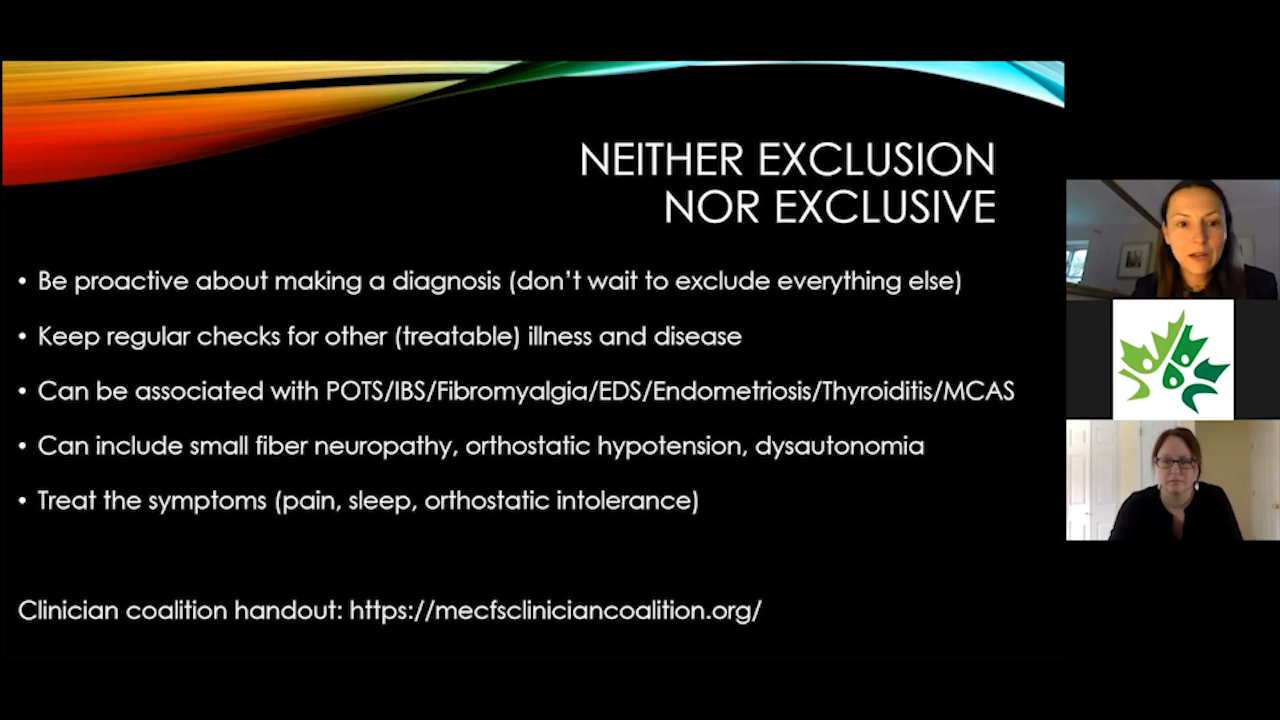 NEITHER EXCLUSION
NOR EXCLUSIVE
• Be proactive about making a diagnosis (don’t wait to exclude everything else)
• Keep regular checks for other (treatable) illness and disease
• Can be associated with POTS/IBS/Fibromyalgia/EDS/Endometriosis/Thyroiditis/MCAS
• Can include small fiber neuropathy, orthostatic hypotension, dysautonomia
• Treat the symptoms (pain, sleep, orthostatic intolerance)
Clinician coalition handout: https://mecfscliniciancoalition.org/